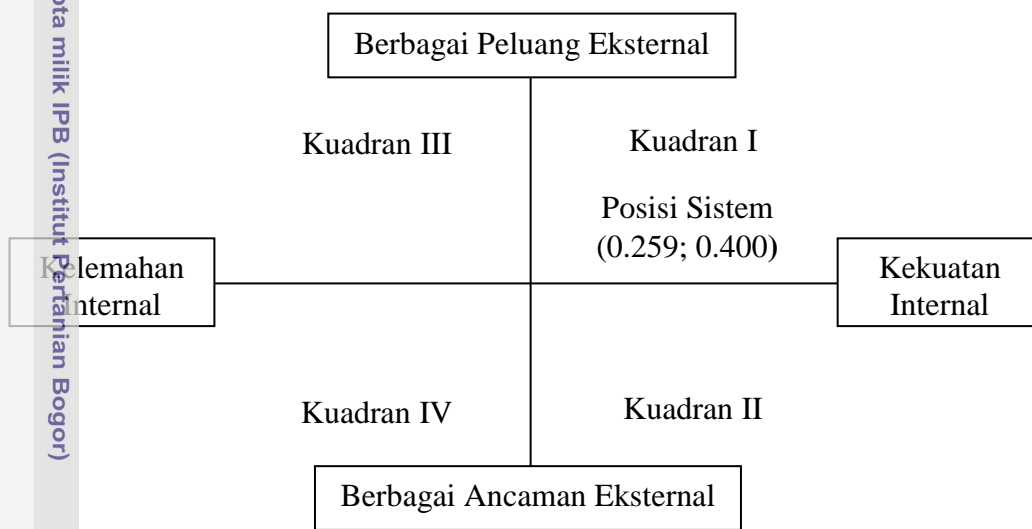 Berbagai Peluang Eksternal
Kuadran III
Kuadran I
Posisi Sistem
(0.259; 0.400)
Kelemahan
Internal
Kekuatan
Internal
Kuadran IV
Kuadran II
Berbagai Ancaman Eksternal
milik IPB (Institut Pertanian Bogor)